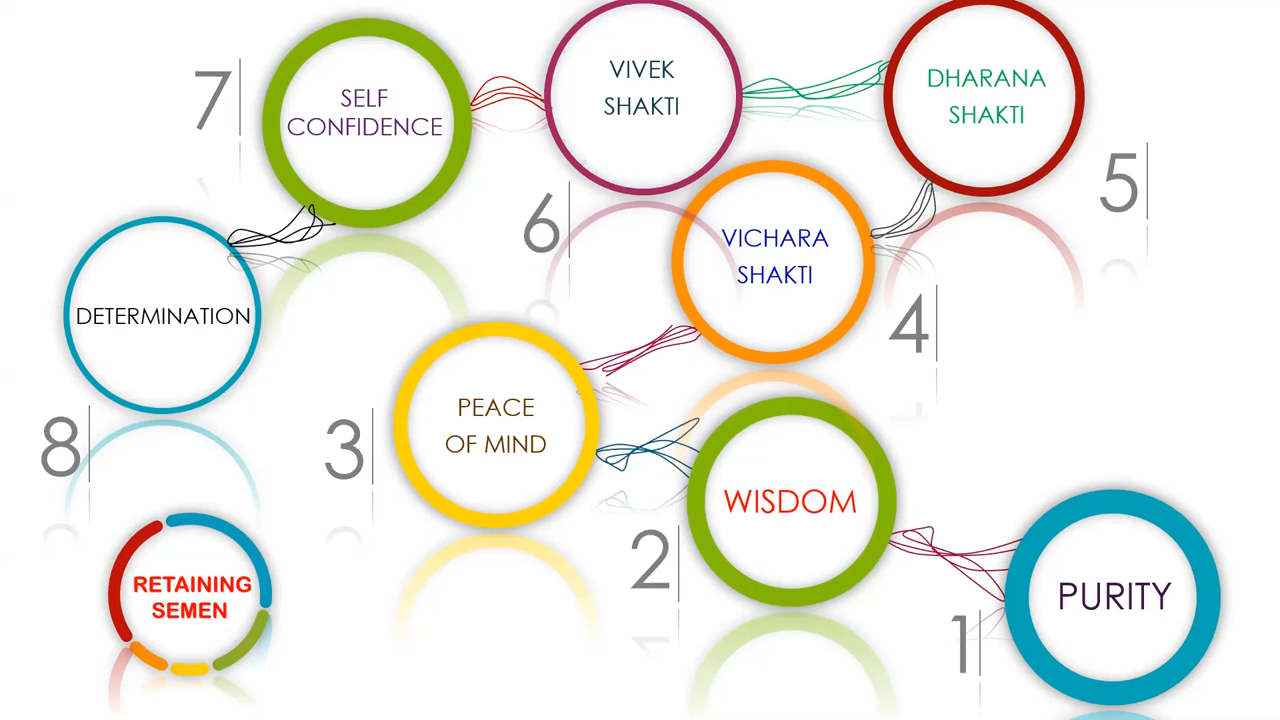 7
SELF
CONFIDENCE
VIVEK
SHAKTI
DHARANA
SHAKTI
5
6
VICHARA
SHAKTI
4
DETERMINATION
8
3
PEACE
OF MIND
WISDOM
2
RETAINING
SEMEN
PURITY
1